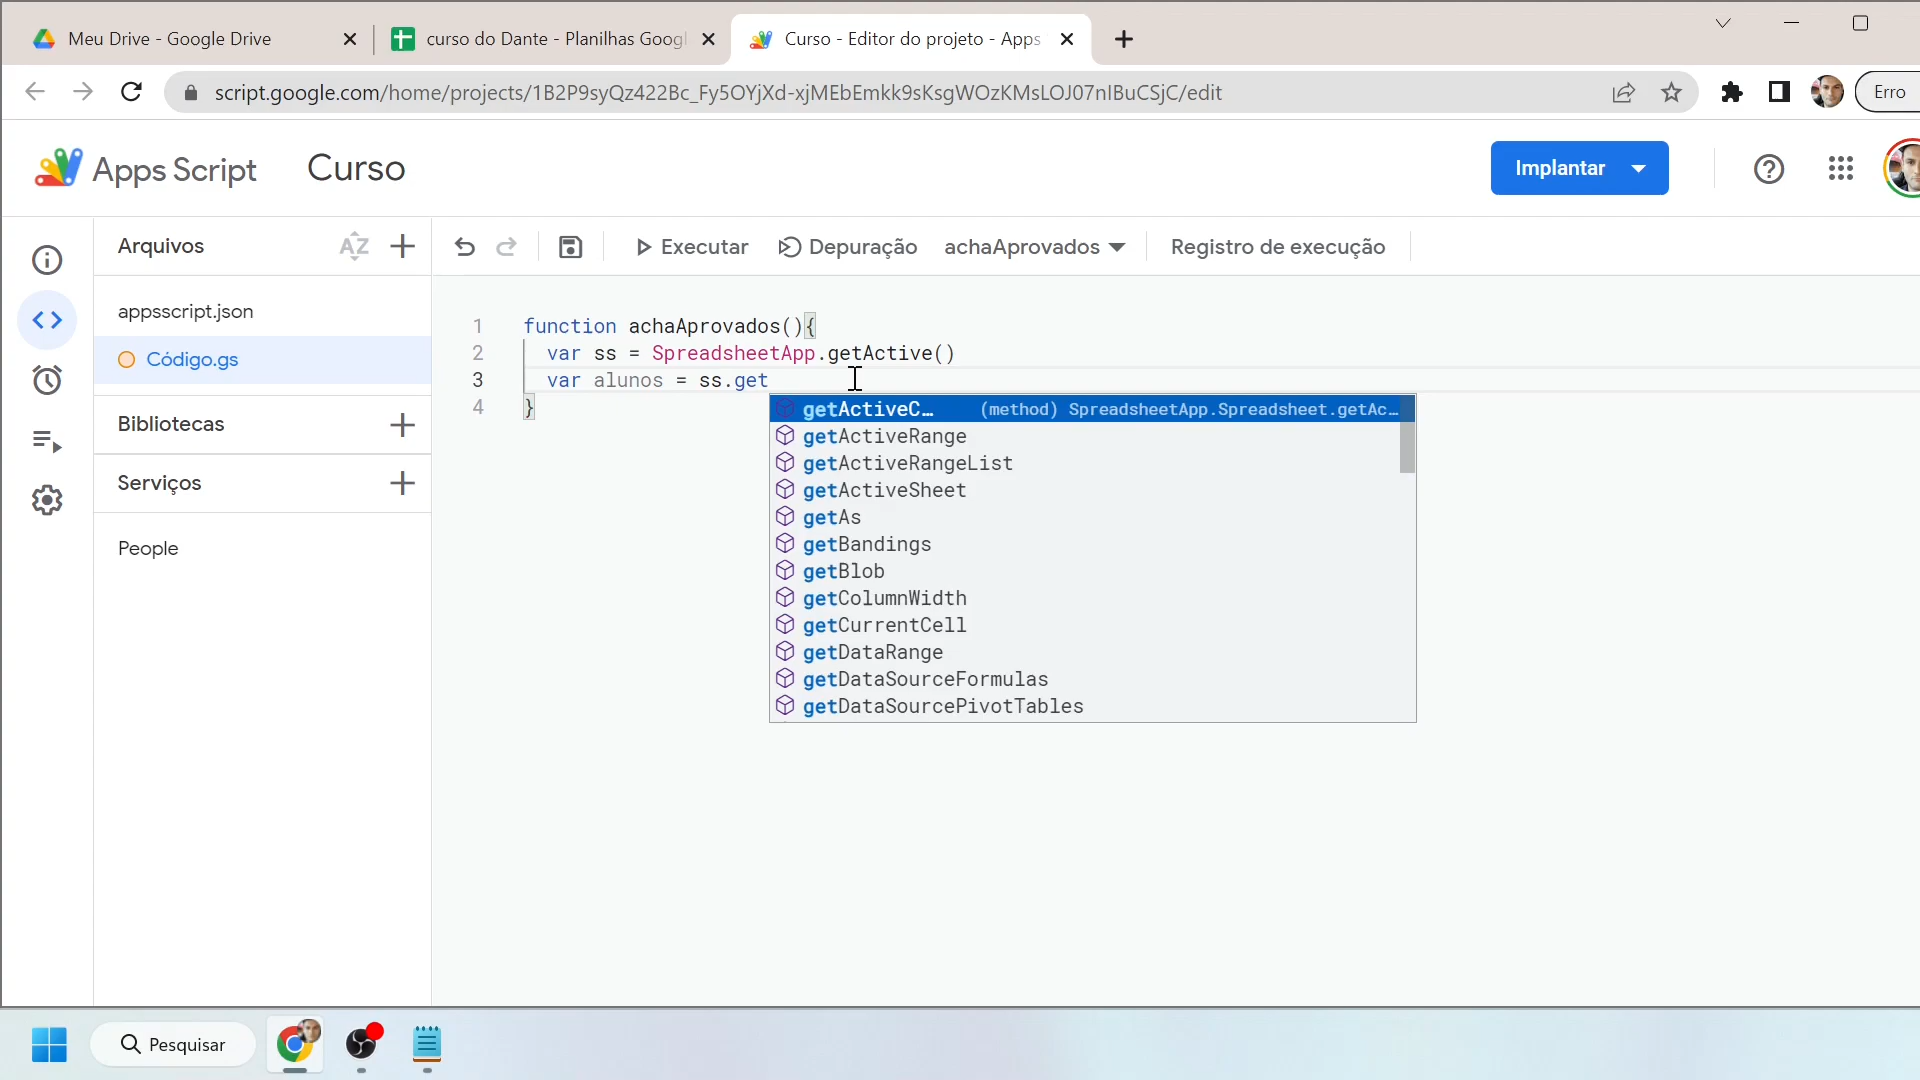 Meu Drive - Google Drive
curso do Dante - Planilhas Googl
Curso - Editor do projeto - Apps
script.google.com/home/projects/1B2P9syQz422Bc_Fy5OYjXd-xjMEbEmkk9sKsgWOzKMsLOJ07nIBuCSjC/edit
Erro
Apps Script
Curso
Implantar
Arquivos
AZ
Executar
Depuração
achaAprovados
Registro de execução
appsscript.json
Código.gs
Bibliotecas
Serviços
People
1 function achaAprovados(){
2 var ss = SpreadsheetApp.getActive()
3 var alunos = ss.get
4 }
getActiveC… (method) SpreadsheetApp.Spreadsheet.getAc…
getActiveRange
getActiveRangeList
getActiveSheet
getAs
getBandings
getBlob
getColumnWidth
getCurrentCell
getDataRange
getDataSourceFormulas
getDataSourcePivotTables
Pesquisar